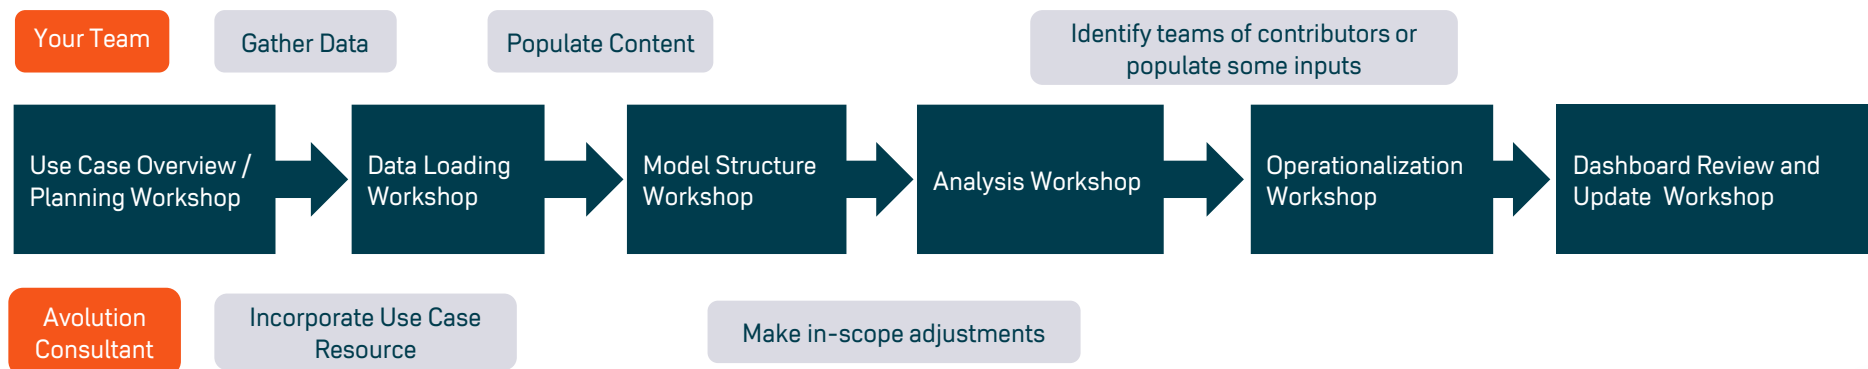 Your Team
Gather Data
Populate Content
Identify teams of contributors or
populate some inputs
Use Case Overview /
Planning Workshop
Data Loading
Workshop
Model Structure
Workshop
Analysis Workshop
Operationalization
Workshop
Dashboard Review and
Update Workshop
Avolution
Consultant
Incorporate Use Case
Resource
Make in-scope adjustments